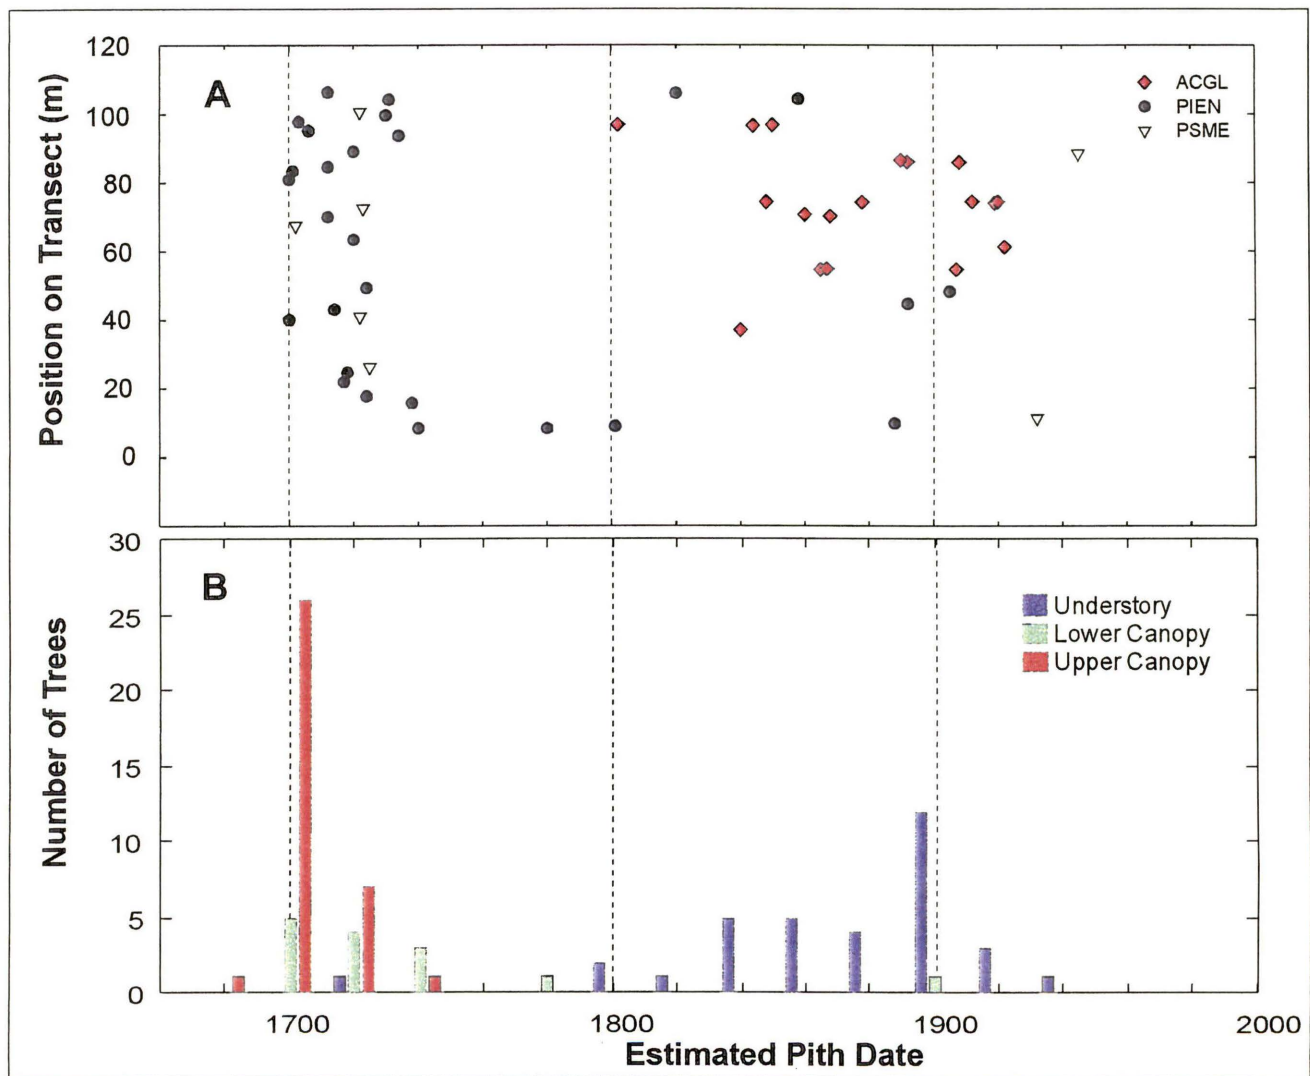 A
Position on Transect (m)
120
100
80
60
40
20
0
ACGL
PIEN
PSME
B
Number of Trees
30
25
20
15
10
5
0
Understory
Lower Canopy
Upper Canopy
1700 1800 1900 2000
Estimated Pith Date